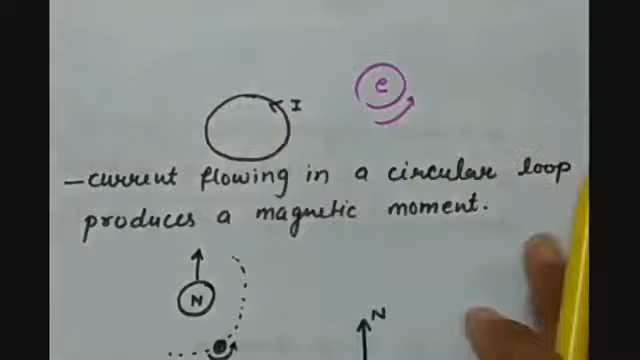 e
I
-current flowing in a circular loop
produces a magnetic moment.
N
N